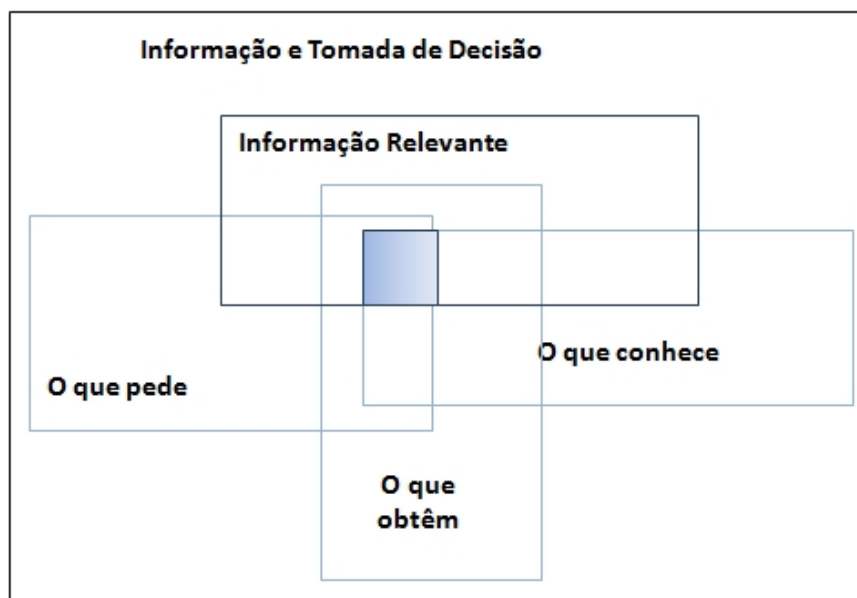 Informação e Tomada de Decisão
Informação Relevante
O que conhece
O que pede
O que
obtêm